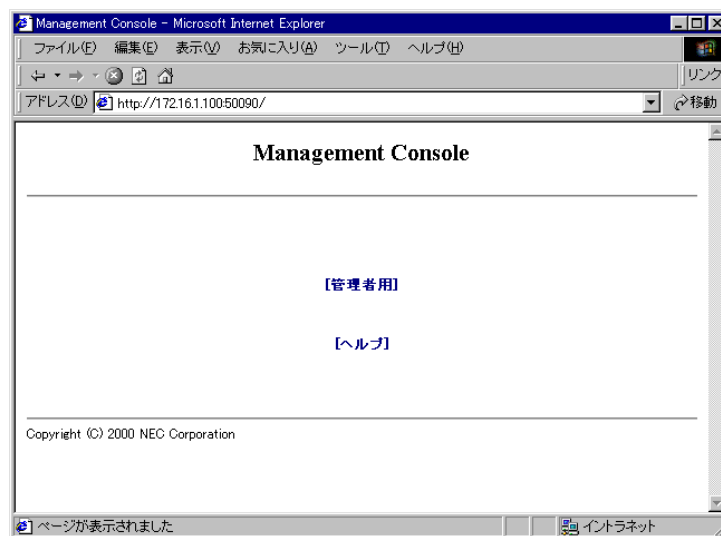 Management Console - Microsoft Internet Explorer
ファイル(F) 編集(E) 表示(V) お気に入り(A) ツール(T) ヘルプ(H)
リンク
アドレス(D) http://172.16.1.100:50090/ 移動
Management Console
[管理者用]
[ヘルプ]
Copyright (C) 2000 NEC Corporation
ページが表示されました イントラネット